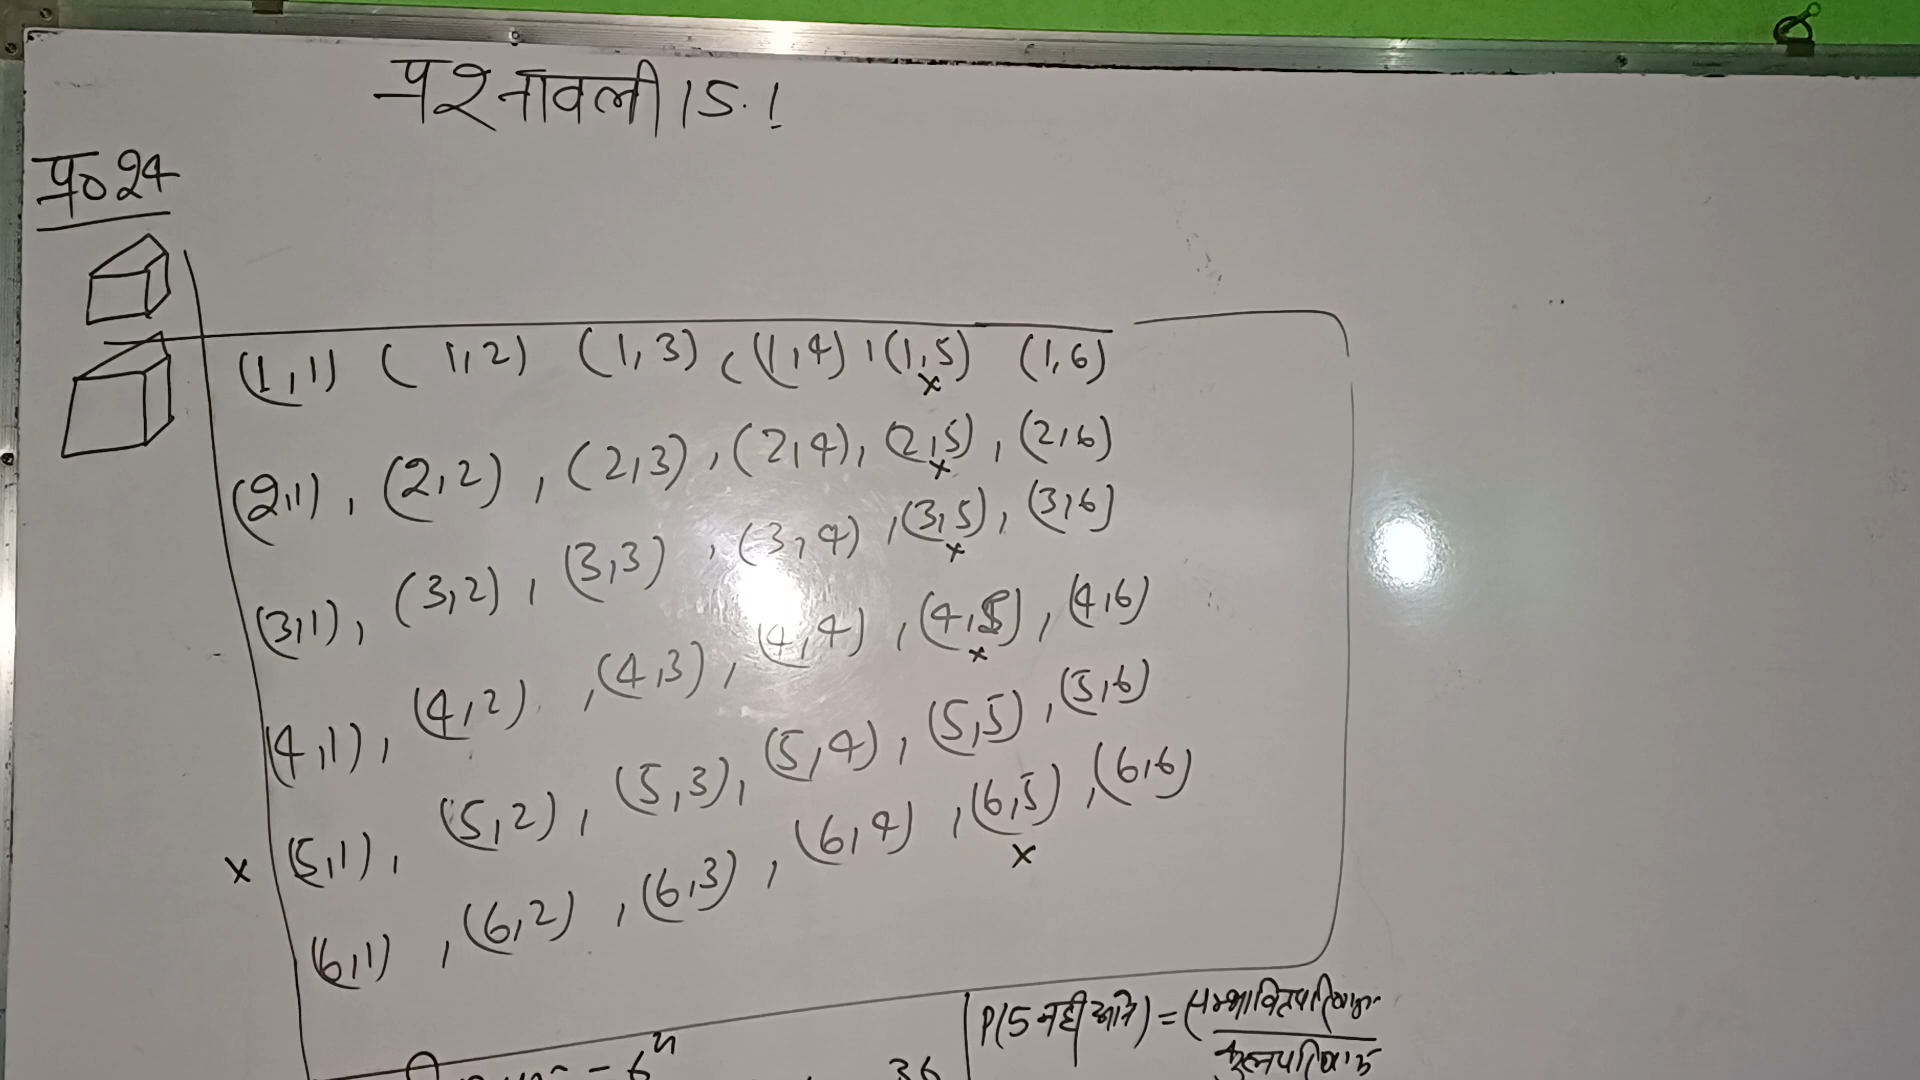 प्रश्नावली 15.1
प्र० 24
(1,1) (1,2) (1,3) ( (1,4) , (1,5) (1,6)
x
(2,1) , (2,2) , (2,3) , (2,4) , (2,5) , (2,6)
x
(3,1) , (3,2) , (3,3) , (3,4) , (3,5) , (3,6)
x
(4,1) , (4,2) , (4,3) , (4,4) , (4,5) , (4,6)
x
x (5,1) , (5,2) , (5,3) , (5,4) , (5,5) , (5,6)
(6,1) , (6,2) , (6,3) , (6,4) , (6,5) , (6,6)
x
P(5 नहीं आने) = सम्भावित परिणाम
कुल परिणाम
= 6ⁿ
36